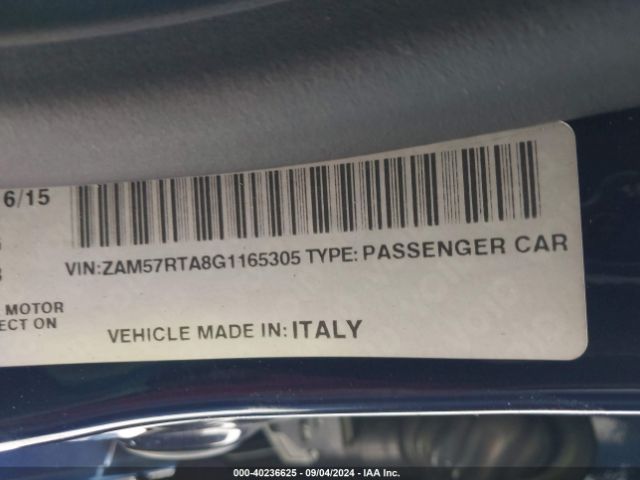 6/15
VIN:ZAM57RTA8G1165305 TYPE: PASSENGER CAR
MOTOR
ECT ON
VEHICLE MADE IN: ITALY
000-40236625 - 09/04/2024 - IAA Inc.